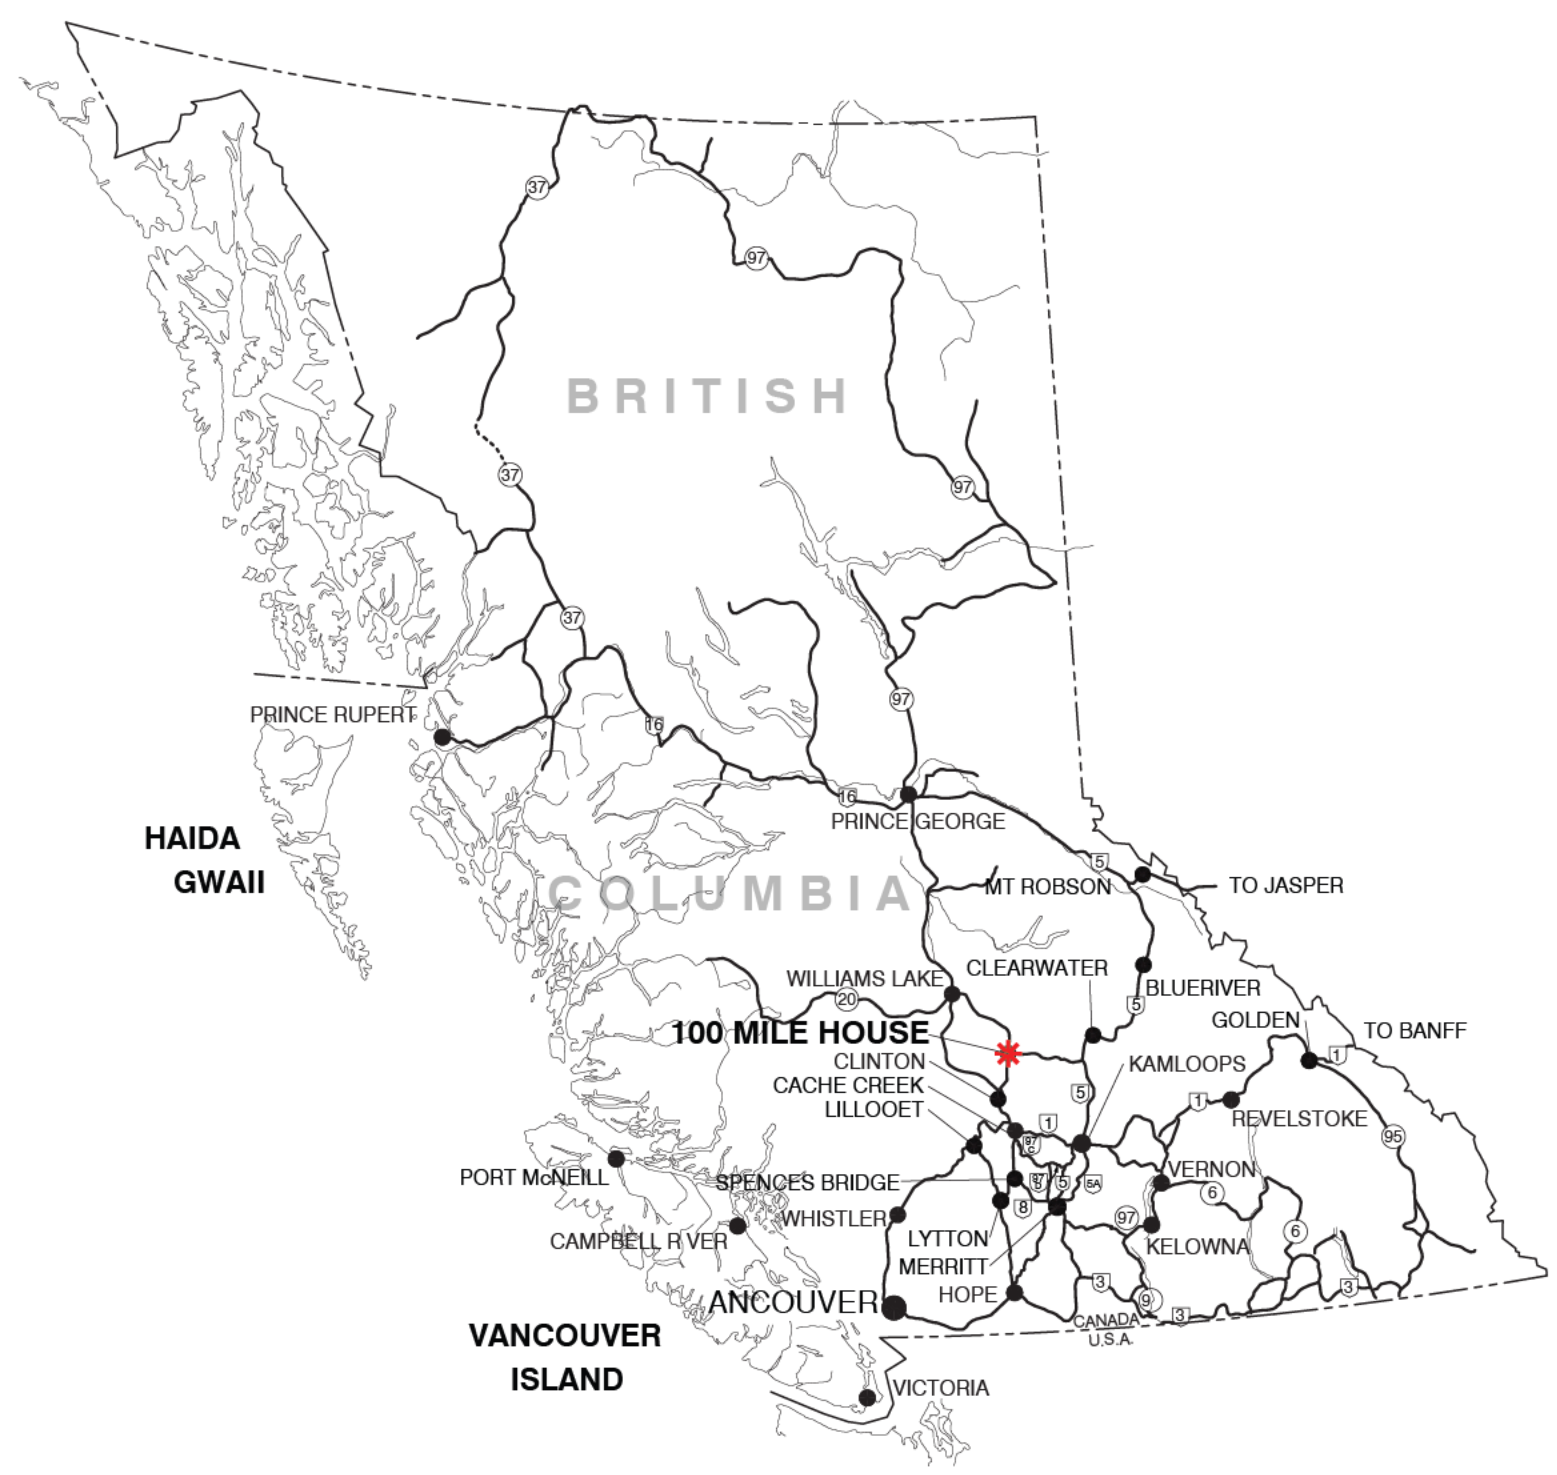 37
97
BRITISH
37
97
37
97
PRINCE RUPERT
16
16
PRINCE GEORGE
HAIDA
GWAII
5
MT ROBSON
TO JASPER
COLUMBIA
WILLIAMS LAKE
CLEARWATER
BLUERIVER
20
5
GOLDEN
TO BANFF
100 MILE HOUSE
1
CLINTON
KAMLOOPS
CACHE CREEK
5
1
LILLOOET
1
REVELSTOKE
95
97
C
PORT McNEILL
SPENCES BRIDGE
97
D
5
5A
VERNON
6
WHISTLER
8
97
6
CAMPBELL R VER
LYTTON
KELOWNA
MERRITT
3
3
HOPE
9
ANCOUVER
3
CANADA
U.S.A.
VANCOUVER
ISLAND
VICTORIA